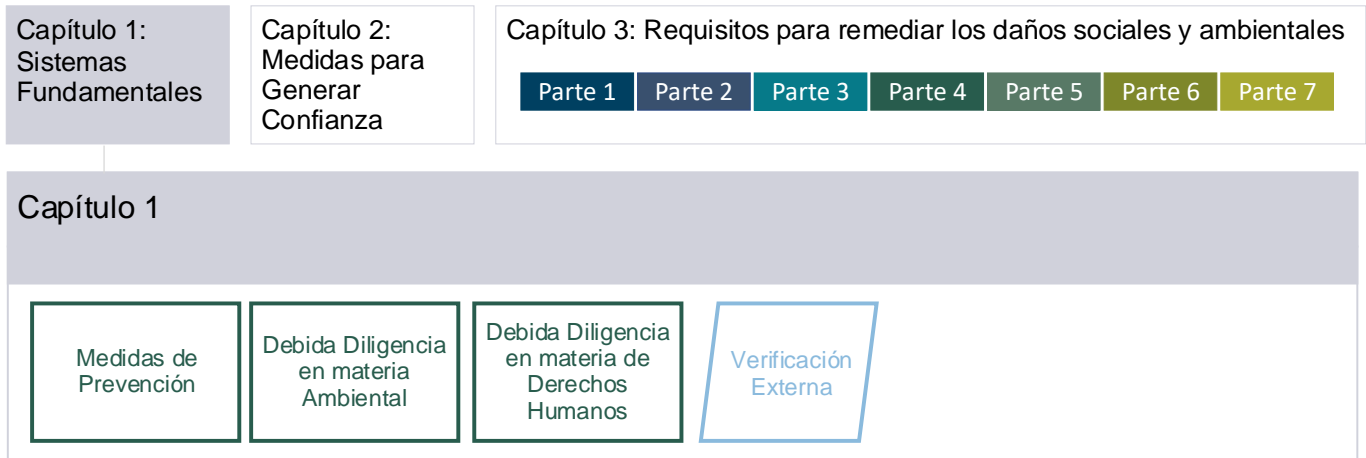 Capítulo 1:
Sistemas
Fundamentales
Capítulo 2:
Medidas para
Generar
Confianza
Capítulo 3: Requisitos para remediar los daños sociales y ambientales
Parte 1
Parte 2
Parte 3
Parte 4
Parte 5
Parte 6
Parte 7
Capítulo 1
Medidas de
Prevención
Debida Diligencia
en materia
Ambiental
Debida Diligencia
en materia de
Derechos
Humanos
Verificación
Externa